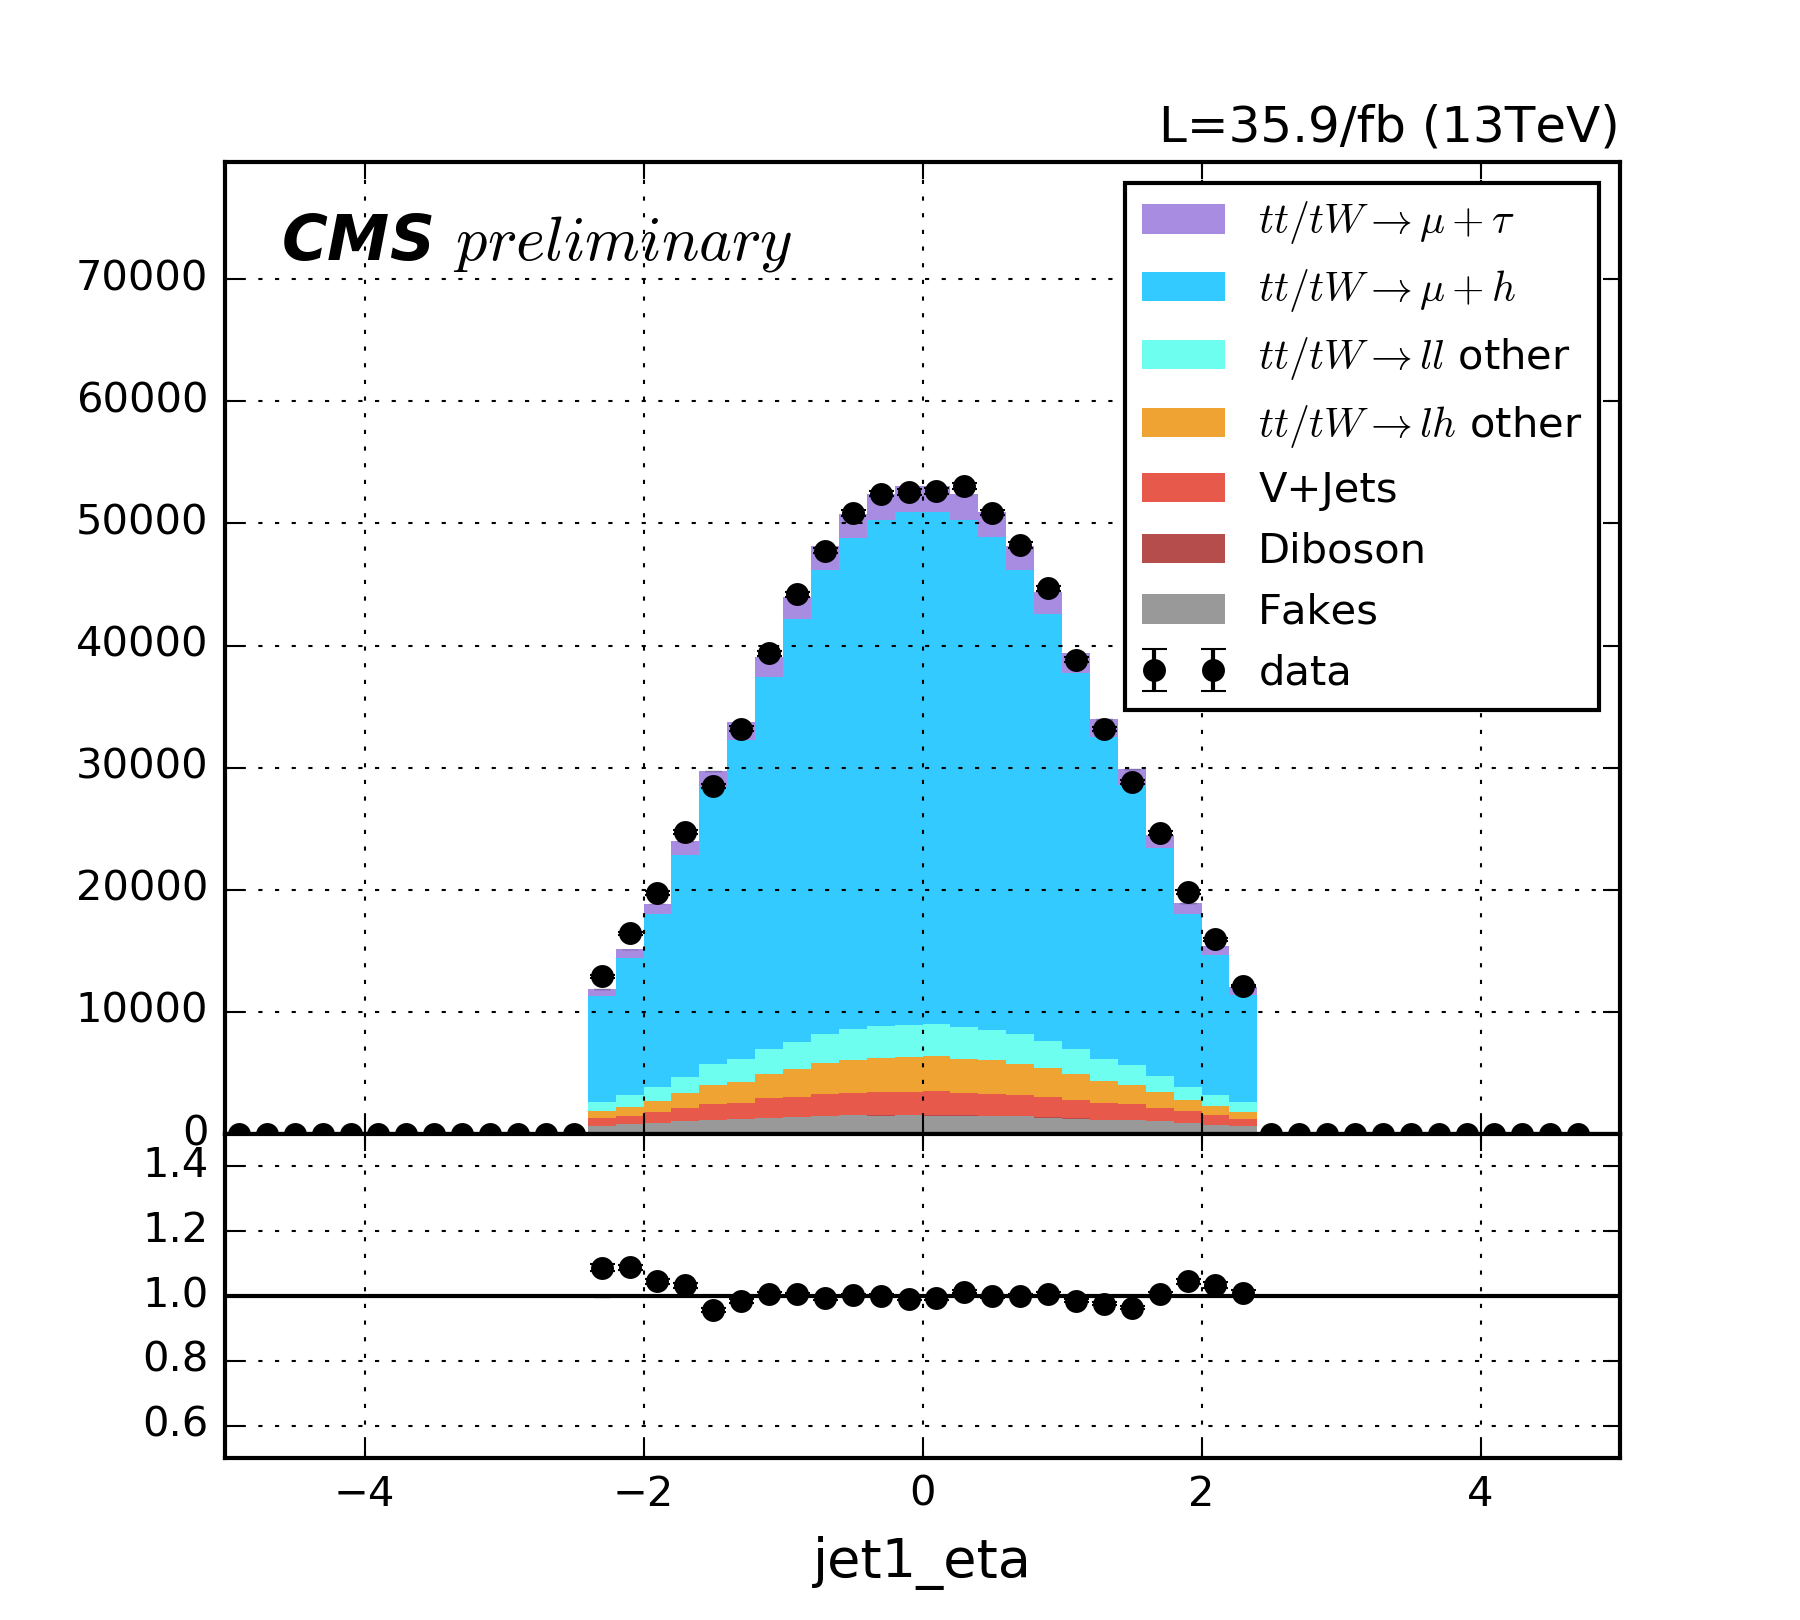 L=35.9/fb (13TeV)
CMS preliminary
tt/tW→μ+τ
tt/tW→μ+h
tt/tW→ll other
tt/tW→lh other
V+Jets
Diboson
Fakes
data
70000
60000
50000
40000
30000
20000
10000
0
1.4
1.2
1.0
0.8
0.6
−4 −2 0 2 4
jet1_eta